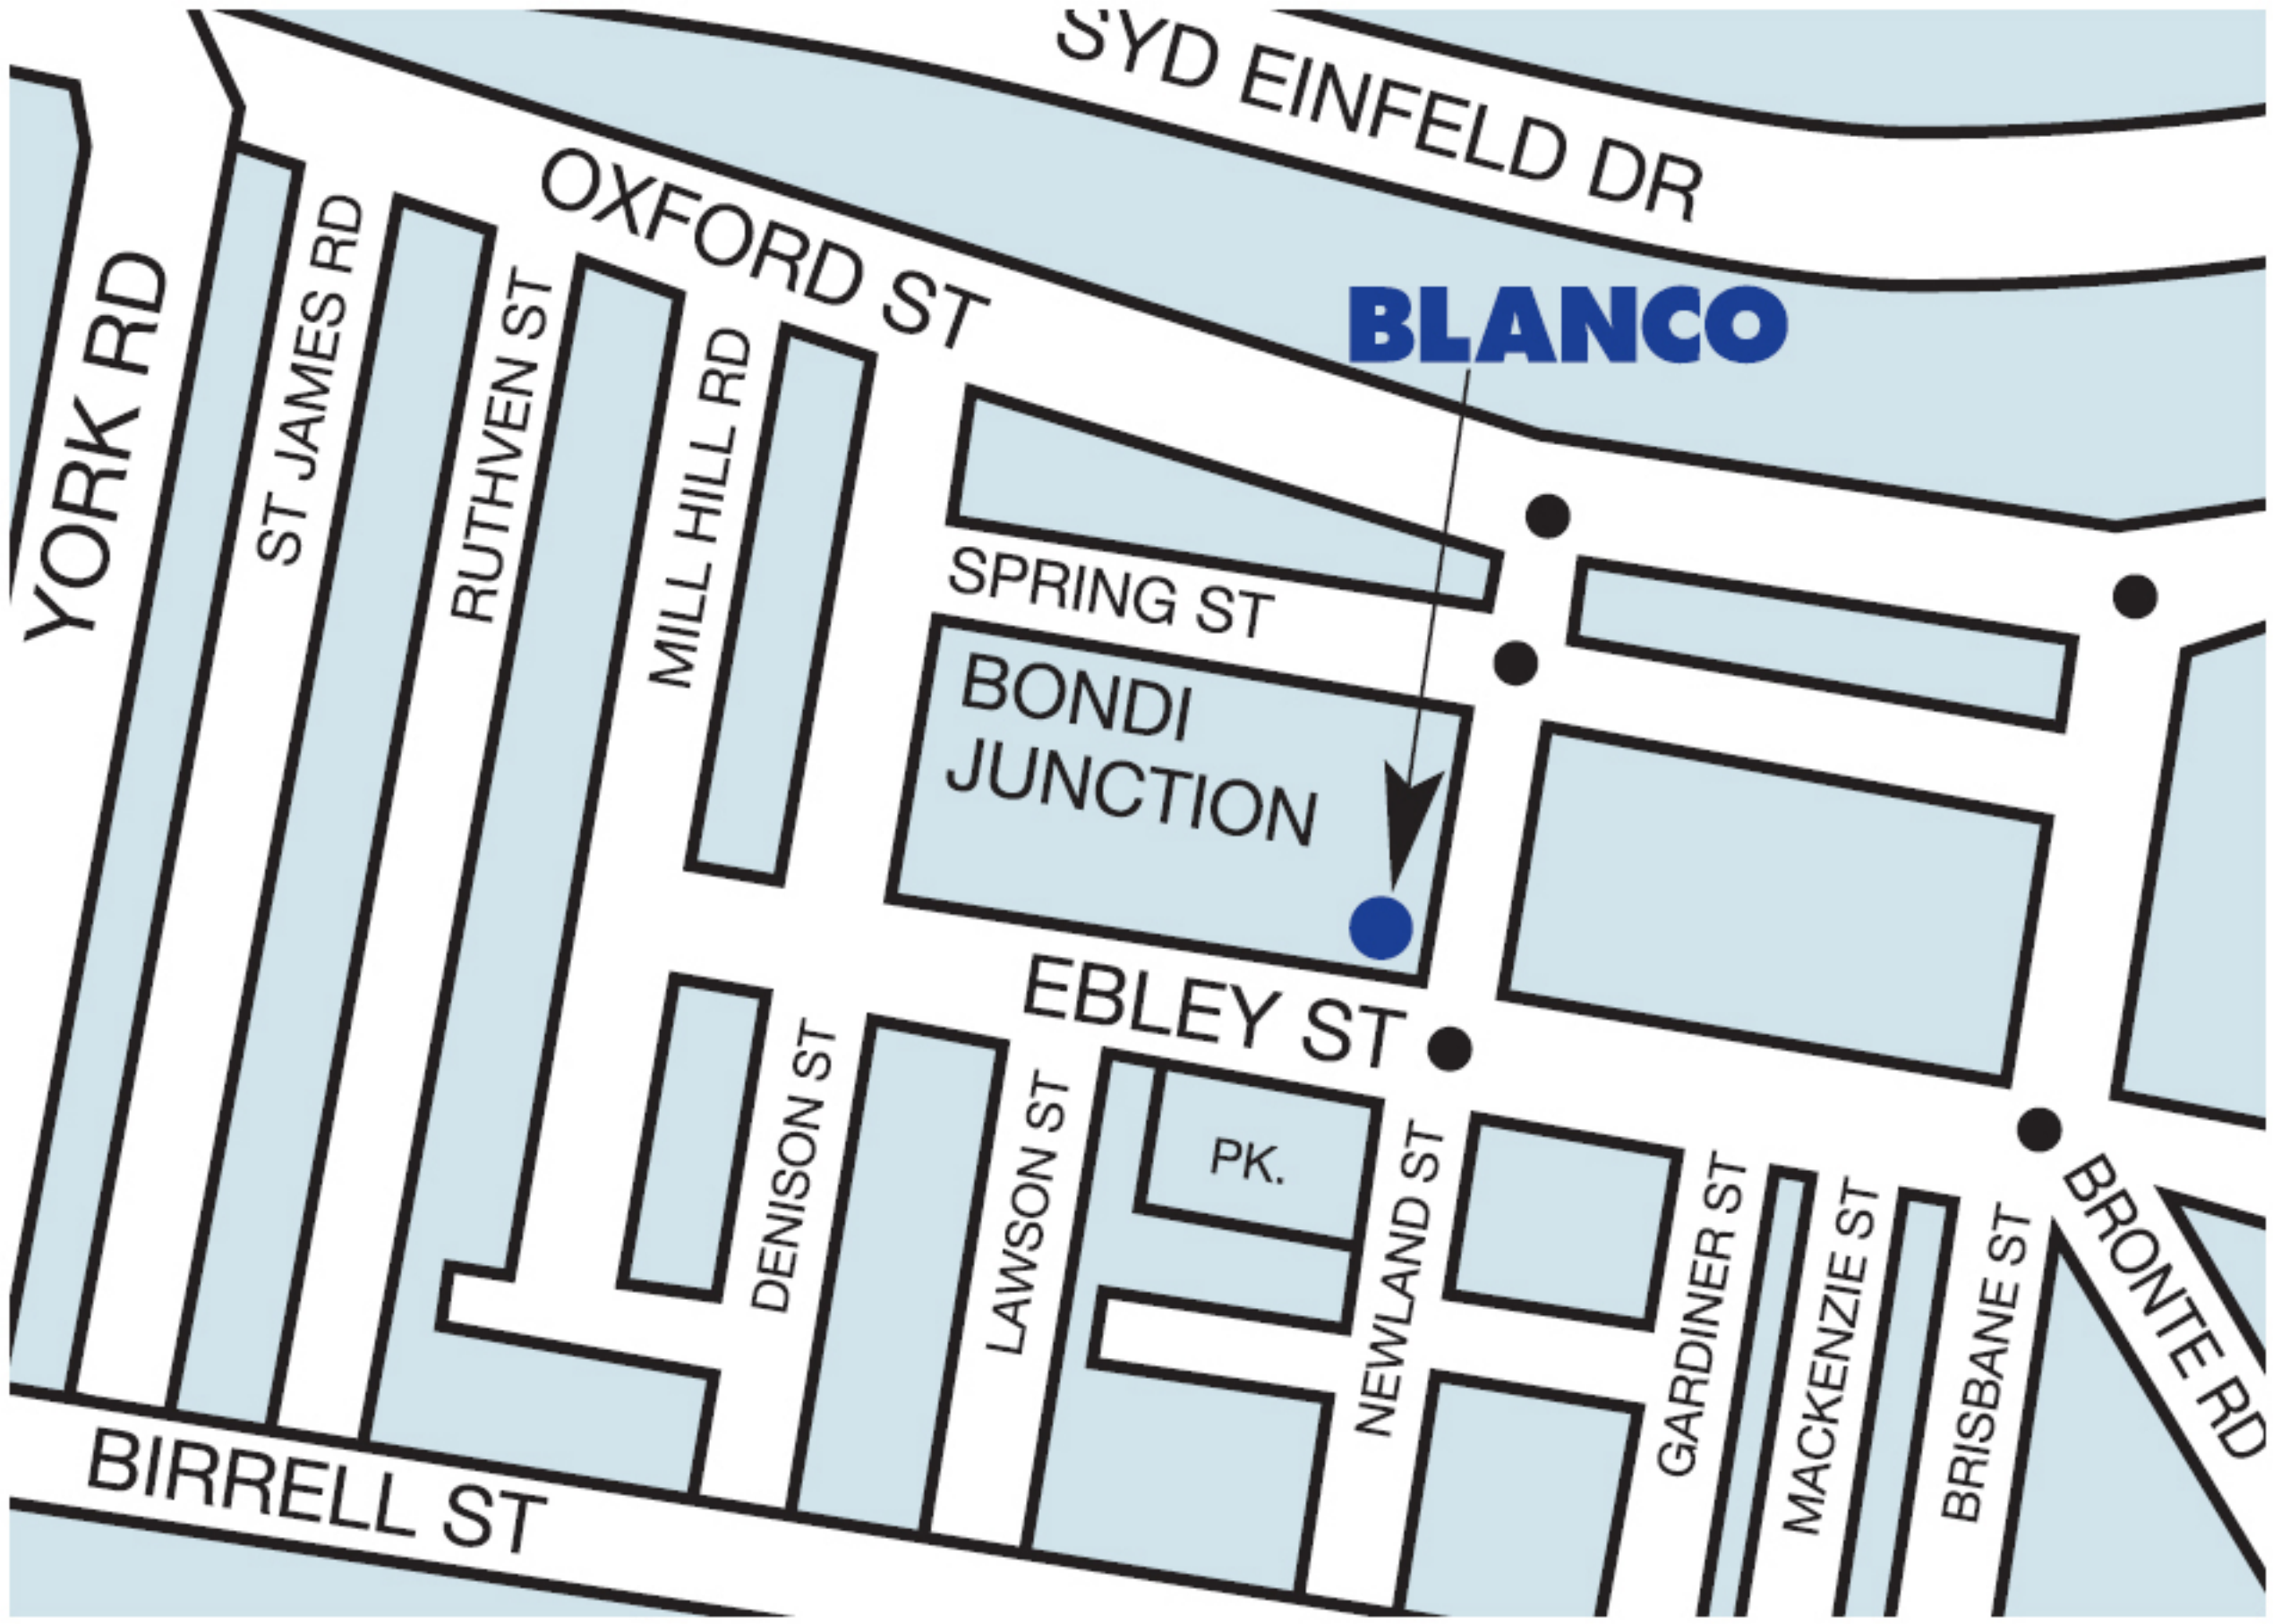 SYD EINFELD DR
OXFORD ST
BLANCO
YORK RD
ST JAMES RD
RUTHVEN ST
MILL HILL RD
SPRING ST
BONDI
JUNCTION
EBLEY ST
DENISON ST
LAWSON ST
PK.
NEWLAND ST
GARDINER ST
MACKENZIE ST
BRISBANE ST
BRONTE RD
BIRRELL ST